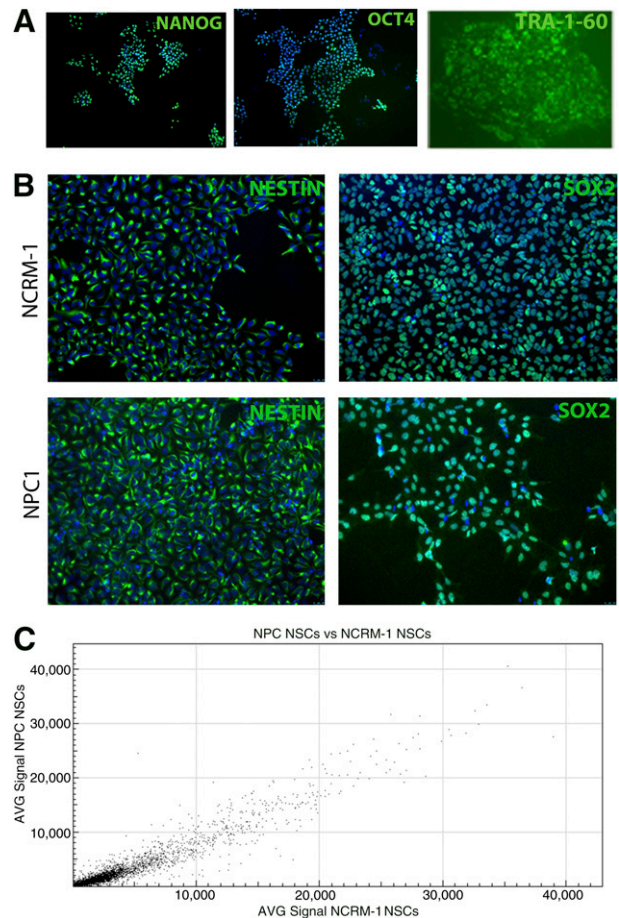 A
NANOG
OCT4
TRA-1-60
B
NCRM-1
NESTIN
SOX2
NPC1
NESTIN
SOX2
C
NPC NSCs vs NCRM-1 NSCs
AVG Signal NPC NSCs
40,000
30,000
20,000
10,000
10,000
20,000
30,000
40,000
AVG Signal NCRM-1 NSCs